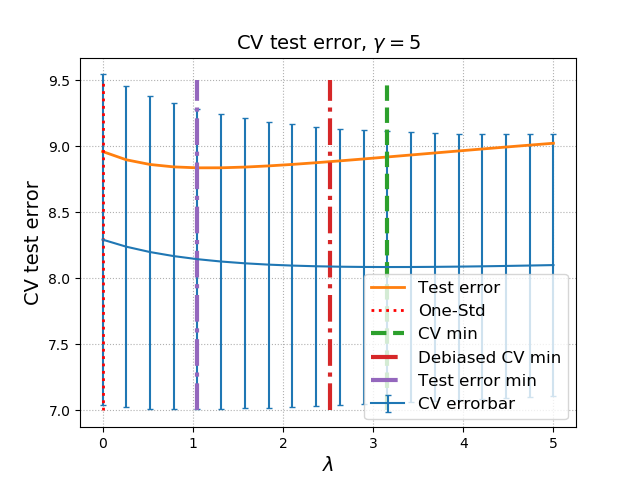 CV test error, γ = 5
CV test error
9.5
9.0
8.5
8.0
7.5
7.0
0 1 2 3 4 5
λ
Test error
One-Std
CV min
Debiased CV min
Test error min
CV errorbar